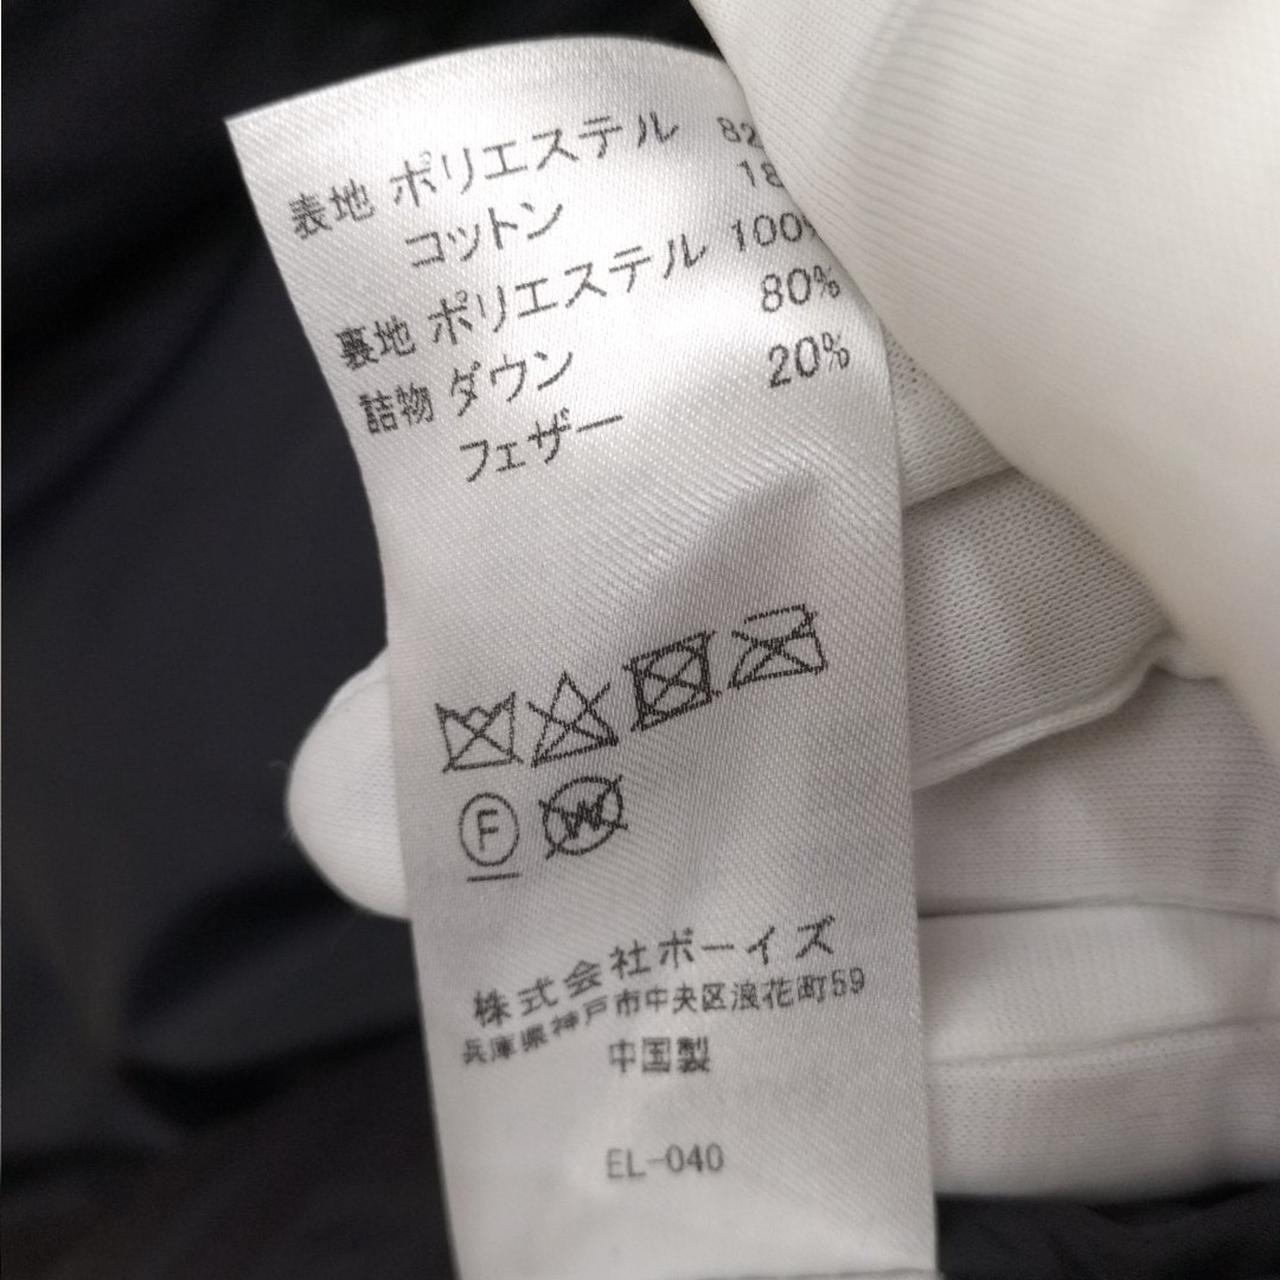 表地 ポリエステル 82
コットン 18
裏地 ポリエステル 100%
詰物 ダウン 80%
フェザー 20%
F W
株式会社ボーイズ
兵庫県神戸市中央区浪花町59
中国製
EL-040